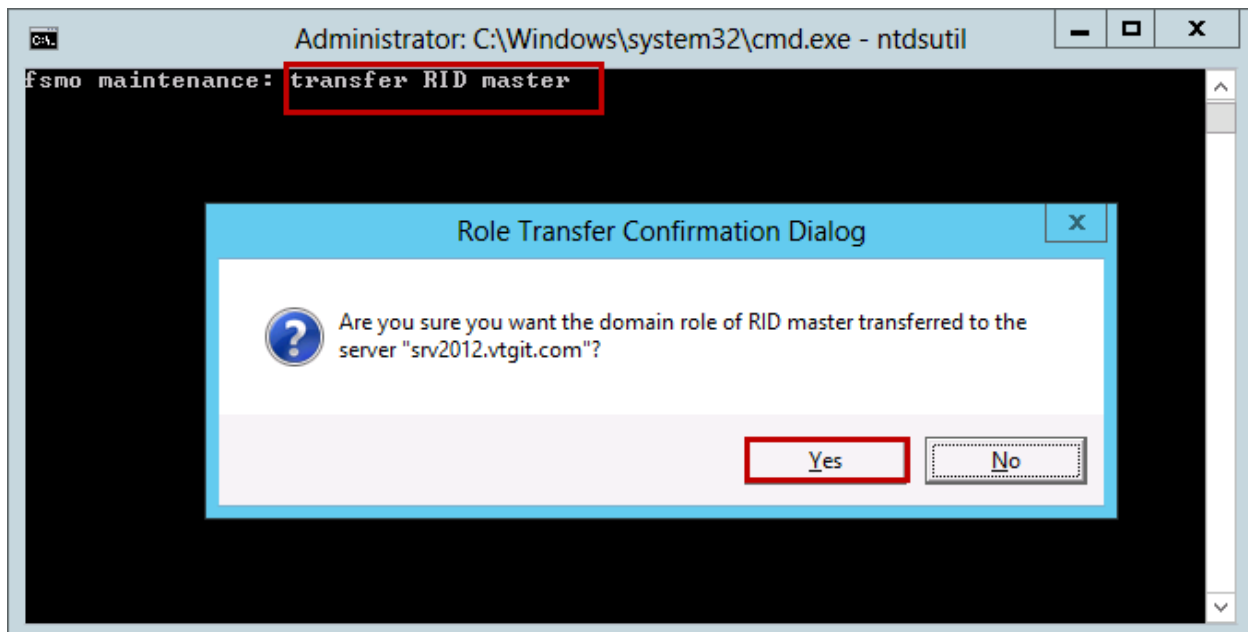 Administrator: C:\Windows\system32\cmd.exe - ntdsutil
fsmo maintenance: transfer RID master
Role Transfer Confirmation Dialog
Are you sure you want the domain role of RID master transferred to the
server "srv2012.vtgit.com"?
Yes No